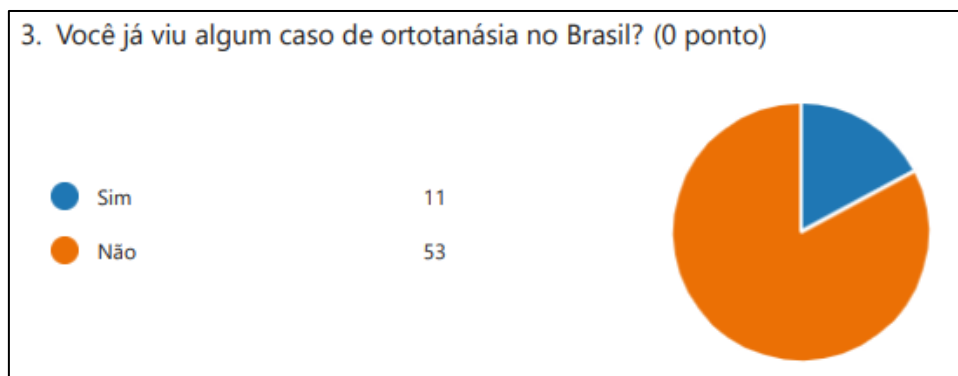 3. Você já viu algum caso de ortotanásia no Brasil? (0 ponto)
Sim 11
Não 53